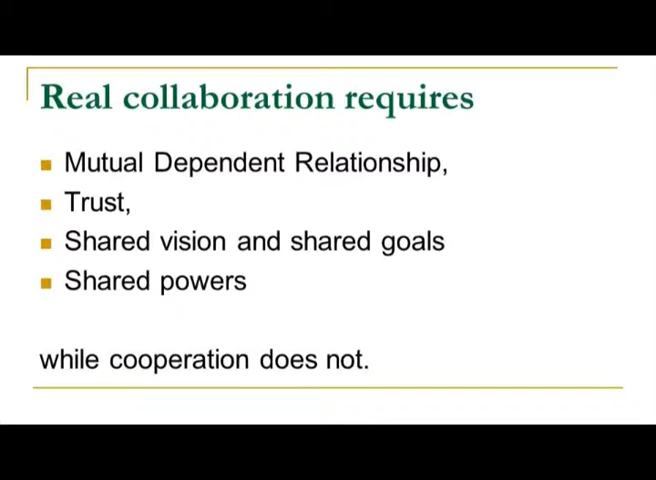 Real collaboration requires
Mutual Dependent Relationship,
Trust,
Shared vision and shared goals
Shared powers
while cooperation does not.